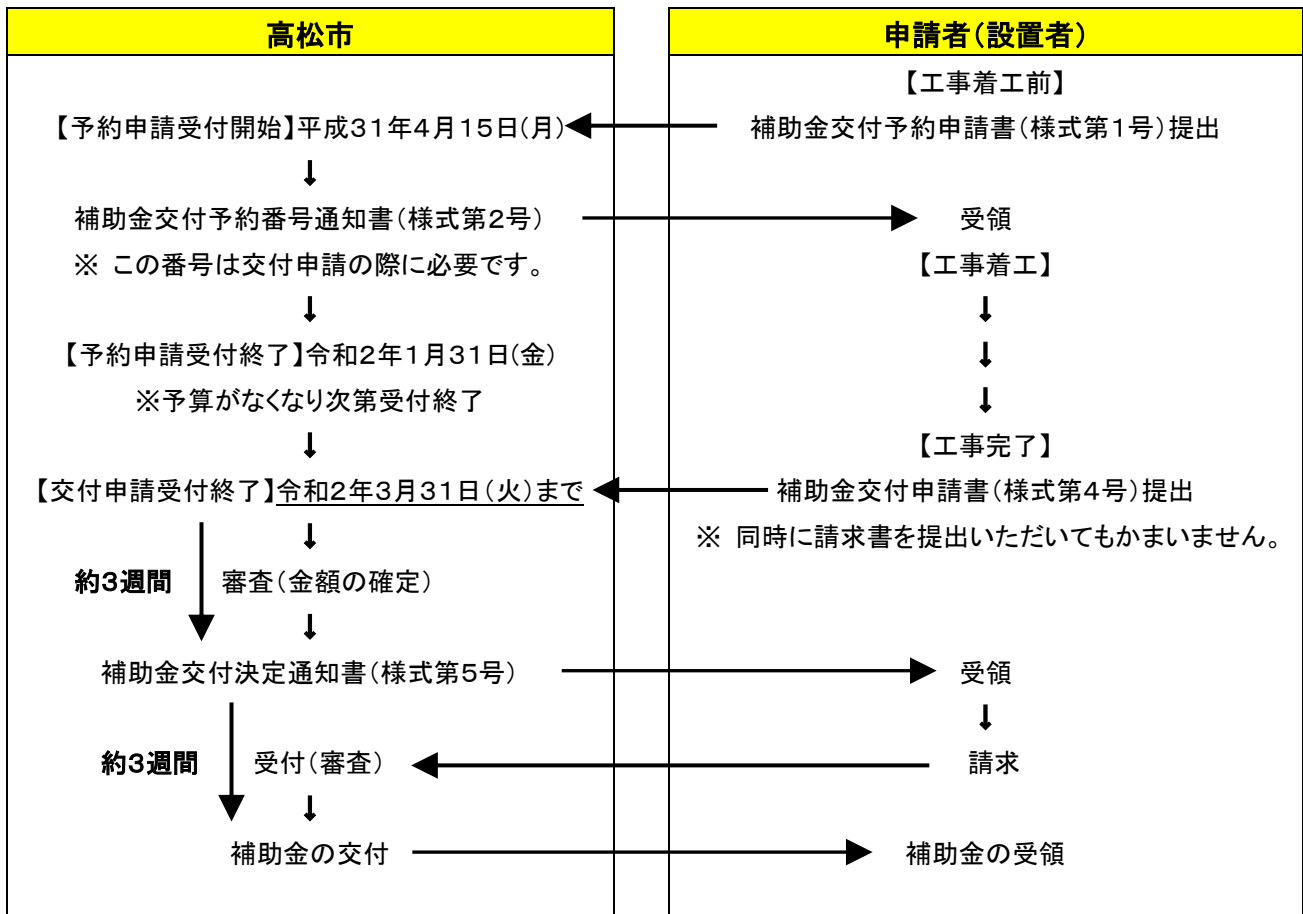 高松市
【予約申請受付開始】平成31年4月15日(月)
↓
補助金交付予約番号通知書(様式第2号)
※ この番号は交付申請の際に必要です。
↓
【予約申請受付終了】令和2年1月31日(金)
※予算がなくなり次第受付終了
↓
【交付申請受付終了】令和2年3月31日(火)まで
↓
約3週間 審査(金額の確定)
↓
補助金交付決定通知書(様式第5号)
約3週間 受付(審査)
↓
補助金の交付
申請者(設置者)
【工事着工前】
補助金交付予約申請書(様式第1号)提出
受領
【工事着工】
↓
↓
↓
【工事完了】
補助金交付申請書(様式第4号)提出
※ 同時に請求書を提出いただいてもかまいません。
受領
↓
請求
補助金の受領